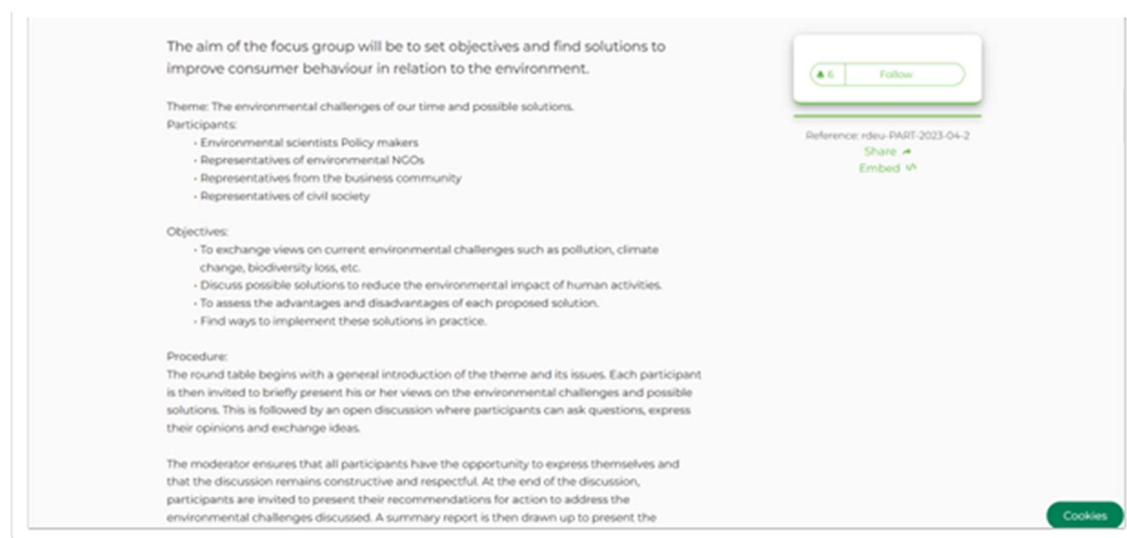 The aim of the focus group will be to set objectives and find solutions to
improve consumer behaviour in relation to the environment.
Theme: The environmental challenges of our time and possible solutions.
Participants:
• Environmental scientists Policy makers
• Representatives of environmental NGOs
• Representatives from the business community
• Representatives of civil society
Objectives:
• To exchange views on current environmental challenges such as pollution, climate
change, biodiversity loss, etc.
• Discuss possible solutions to reduce the environmental impact of human activities.
• To assess the advantages and disadvantages of each proposed solution.
• Find ways to implement these solutions in practice.
Procedure:
The round table begins with a general introduction of the theme and its issues. Each participant
is then invited to briefly present his or her views on the environmental challenges and possible
solutions. This is followed by an open discussion where participants can ask questions, express
their opinions and exchange ideas.
The moderator ensures that all participants have the opportunity to express themselves and
that the discussion remains constructive and respectful. At the end of the discussion,
participants are invited to present their recommendations for action to address the
environmental challenges discussed. A summary report is then drawn up to present the
6 Follow
Reference: rdeu-PART-2023-04-2
Share
Embed
Cookies